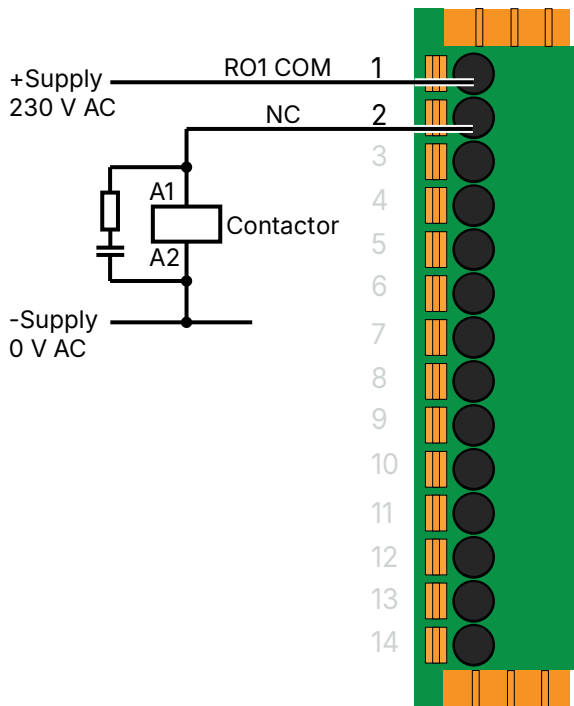 RO1 COM 1
+Supply
230 V AC
NC 2
3
A1 4
Contactor 5
A2
6
-Supply 7
0 V AC
8
9
10
11
12
13
14